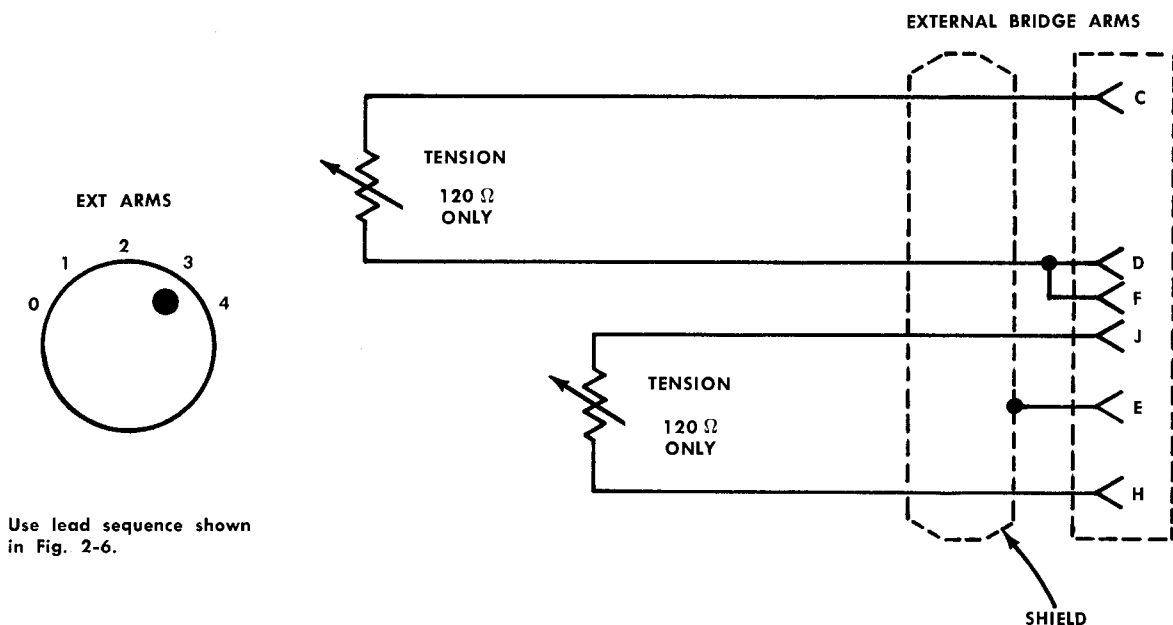 EXTERNAL BRIDGE ARMS
C
TENSION
120 Ω
ONLY
EXT ARMS
0
1
2
3
4
D
F
J
TENSION
120 Ω
ONLY
E
H
Use lead sequence shown
in Fig. 2-6.
SHIELD